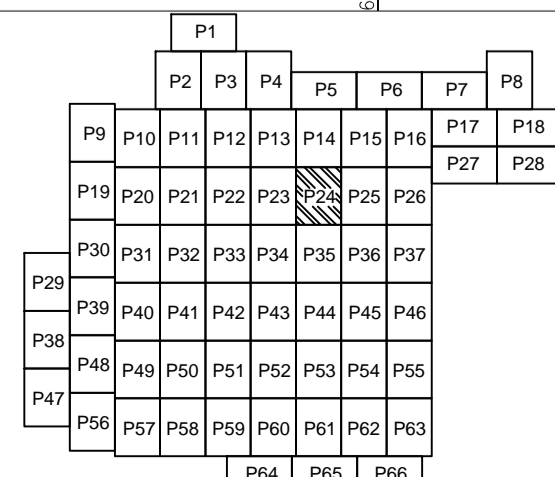 6
P1
P2 P3 P4 P5 P6 P7 P8
P9 P10 P11 P12 P13 P14 P15 P16 P17 P18
P27 P28
P19 P20 P21 P22 P23 P24 P25 P26
P30 P31 P32 P33 P34 P35 P36 P37
P29
P39 P40 P41 P42 P43 P44 P45 P46
P38
P48 P49 P50 P51 P52 P53 P54 P55
P47
P56 P57 P58 P59 P60 P61 P62 P63
P64 P65 P66